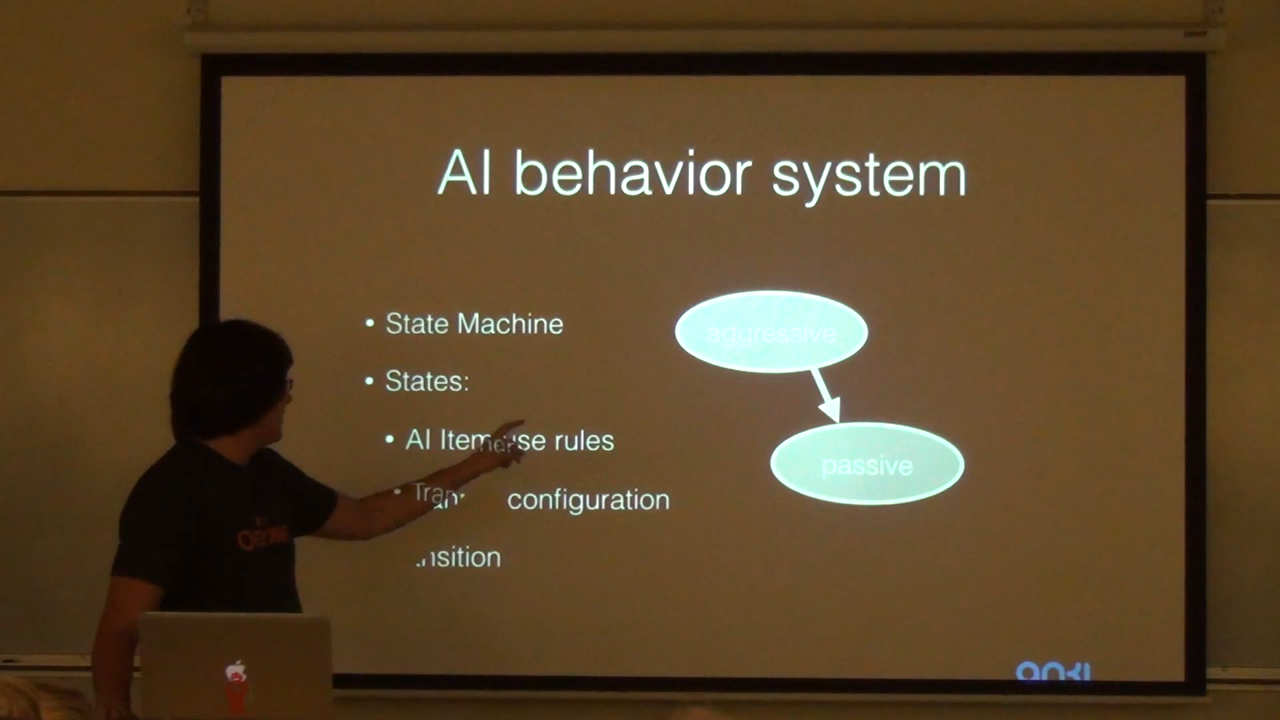 AI behavior system
• State Machine
• States:
• AI Item use rules
• configuration
aggressive
passive